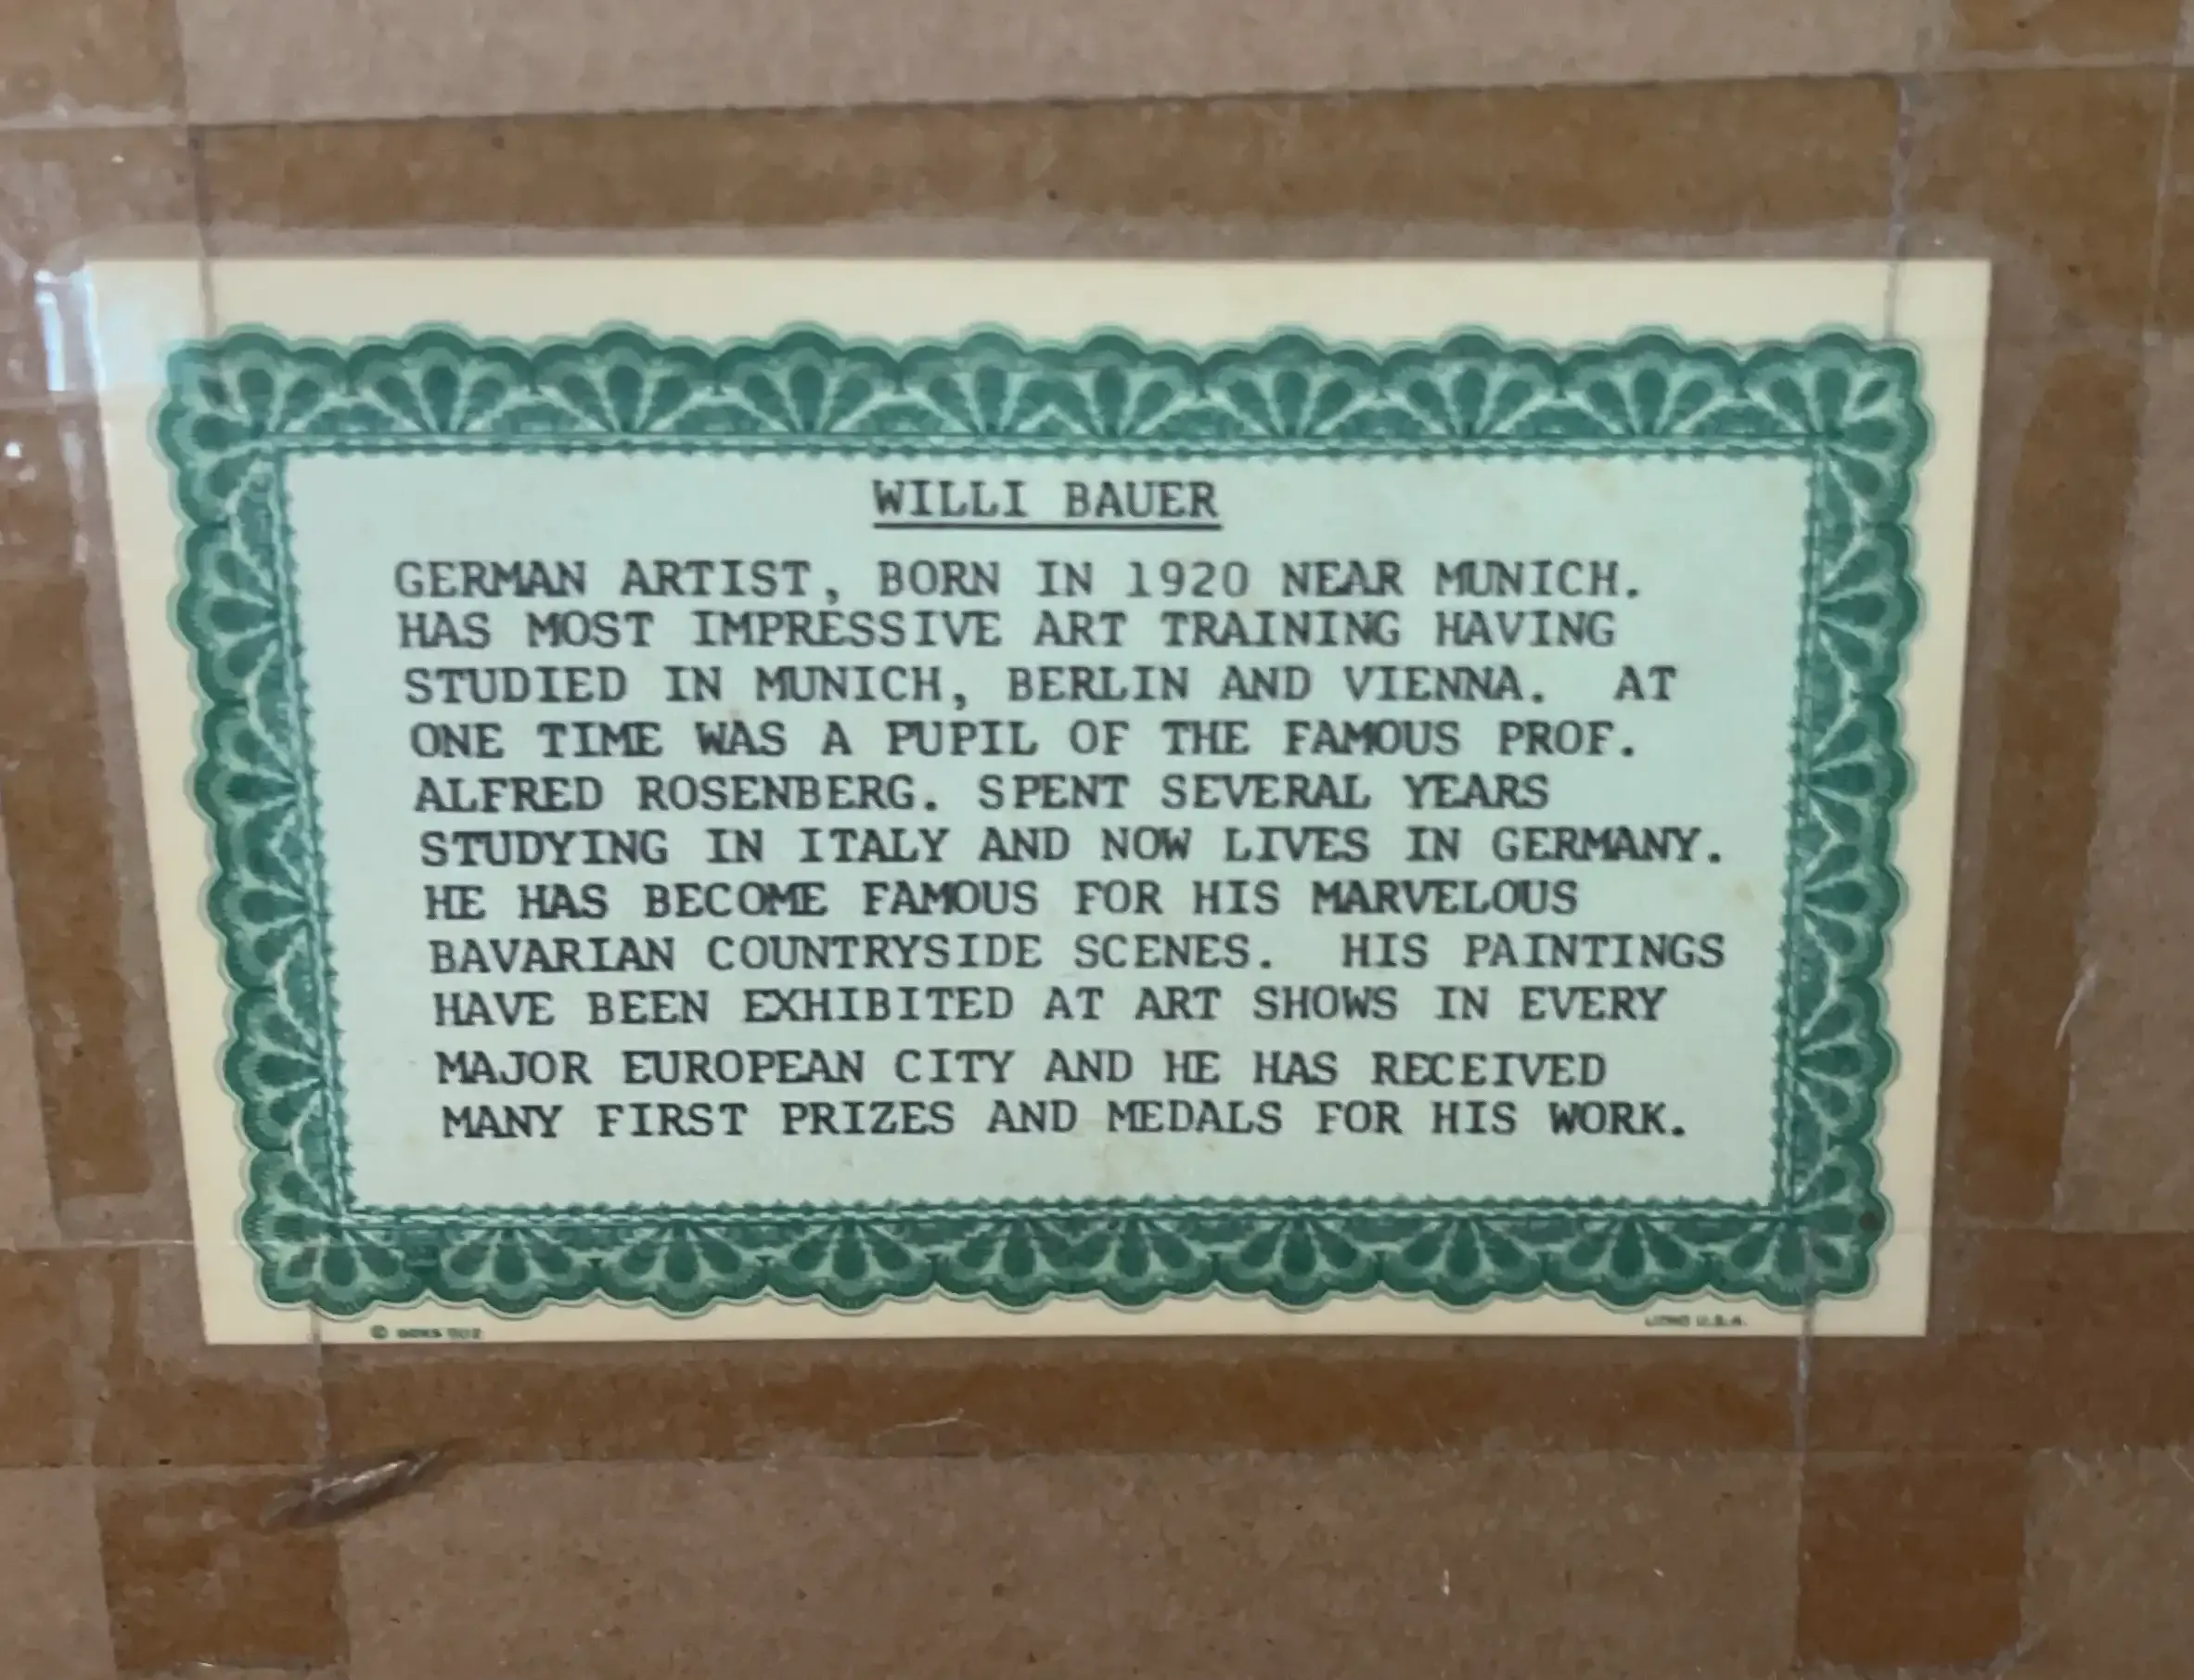 WILLI BAUER
GERMAN ARTIST, BORN IN 1920 NEAR MUNICH.
HAS MOST IMPRESSIVE ART TRAINING HAVING
STUDIED IN MUNICH, BERLIN AND VIENNA. AT
ONE TIME WAS A PUPIL OF THE FAMOUS PROF.
ALFRED ROSENBERG. SPENT SEVERAL YEARS
STUDYING IN ITALY AND NOW LIVES IN GERMANY.
HE HAS BECOME FAMOUS FOR HIS MARVELOUS
BAVARIAN COUNTRYSIDE SCENES. HIS PAINTINGS
HAVE BEEN EXHIBITED AT ART SHOWS IN EVERY
MAJOR EUROPEAN CITY AND HE HAS RECEIVED
MANY FIRST PRIZES AND MEDALS FOR HIS WORK.
©
U.S.A.